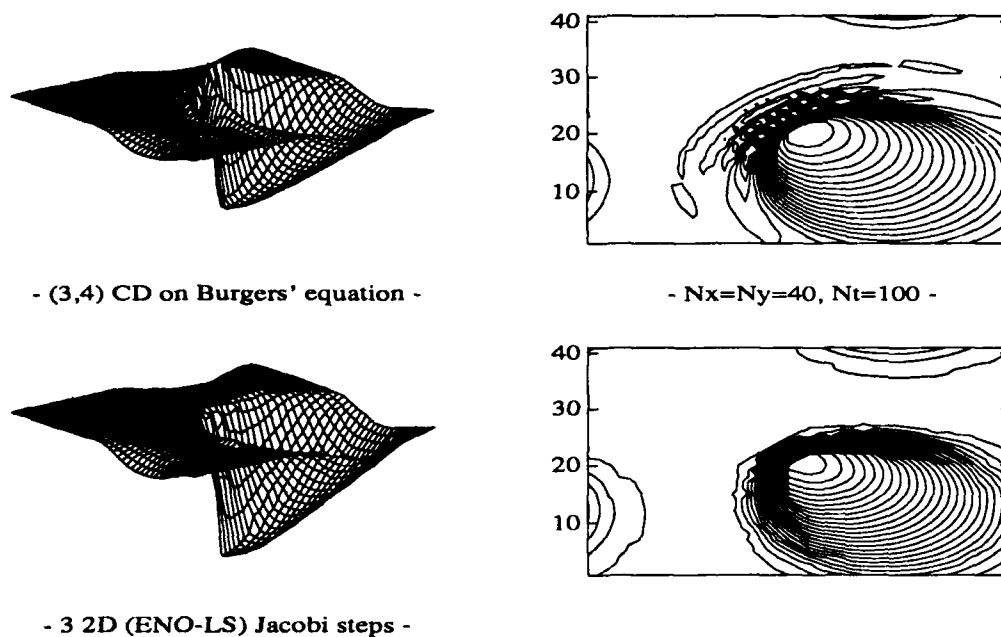 40
30
20
10
- (3,4) CD on Burgers' equation -
- Nx=Ny=40, Nt=100 -
40
30
20
10
- 3 2D (ENO-LS) Jacobi steps -